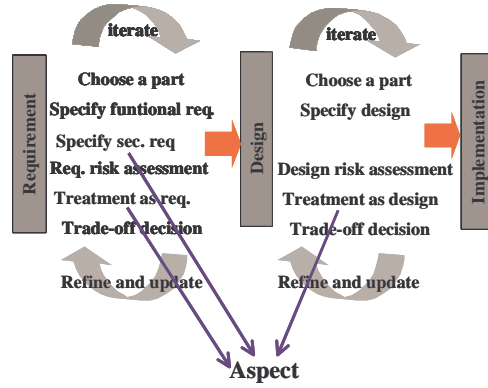 iterate
iterate
Requirement
Choose a part
Specify funtional req.
Specify sec. req
Req. risk assessment
Treatment as req.
Trade-off decision
Refine and update
Design
Choose a part
Specify design
Design risk assessment
Treatment as design
Trade-off decision
Refine and update
Implementation
Aspect